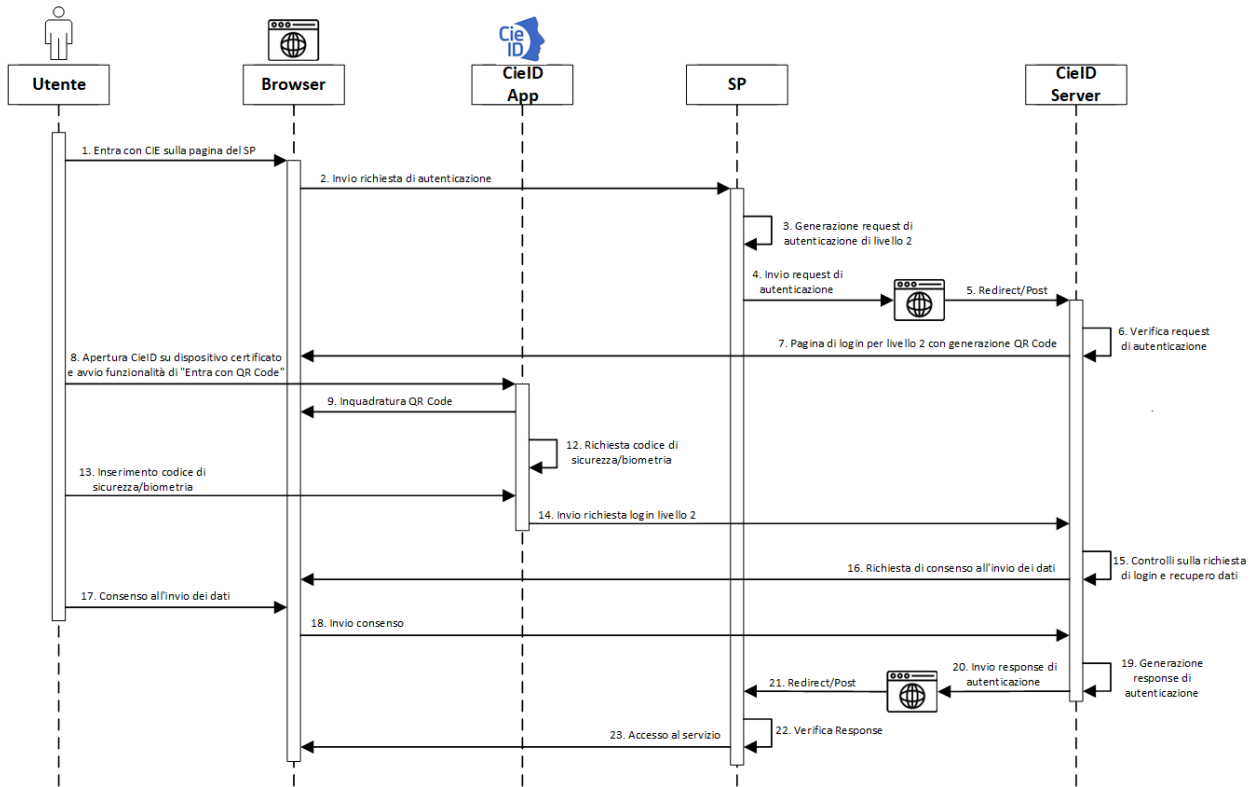 Cie
ID
Utente
Browser
CieID
App
SP
CieID
Server
1. Entra con CIE sulla pagina del SP
2. Invio richiesta di autenticazione
3. Generazione request di
autenticazione di livello 2
4. Invio request di
autenticazione
5. Redirect/Post
6. Verifica request
di autenticazione
7. Pagina di login per livello 2 con generazione QR Code
8. Apertura CieID su dispositivo certificato
e avvio funzionalità di "Entra con QR Code"
9. Inquadratura QR Code
12. Richiesta codice di
sicurezza/biometria
13. Inserimento codice di
sicurezza/biometria
14. Invio richiesta login livello 2
15. Controlli sulla richiesta
di login e recupero dati
16. Richiesta di consenso all'invio dei dati
17. Consenso all'invio dei dati
18. Invio consenso
19. Generazione
response di
autenticazione
20. Invio response di
autenticazione
21. Redirect/Post
22. Verifica Response
23. Accesso al servizio